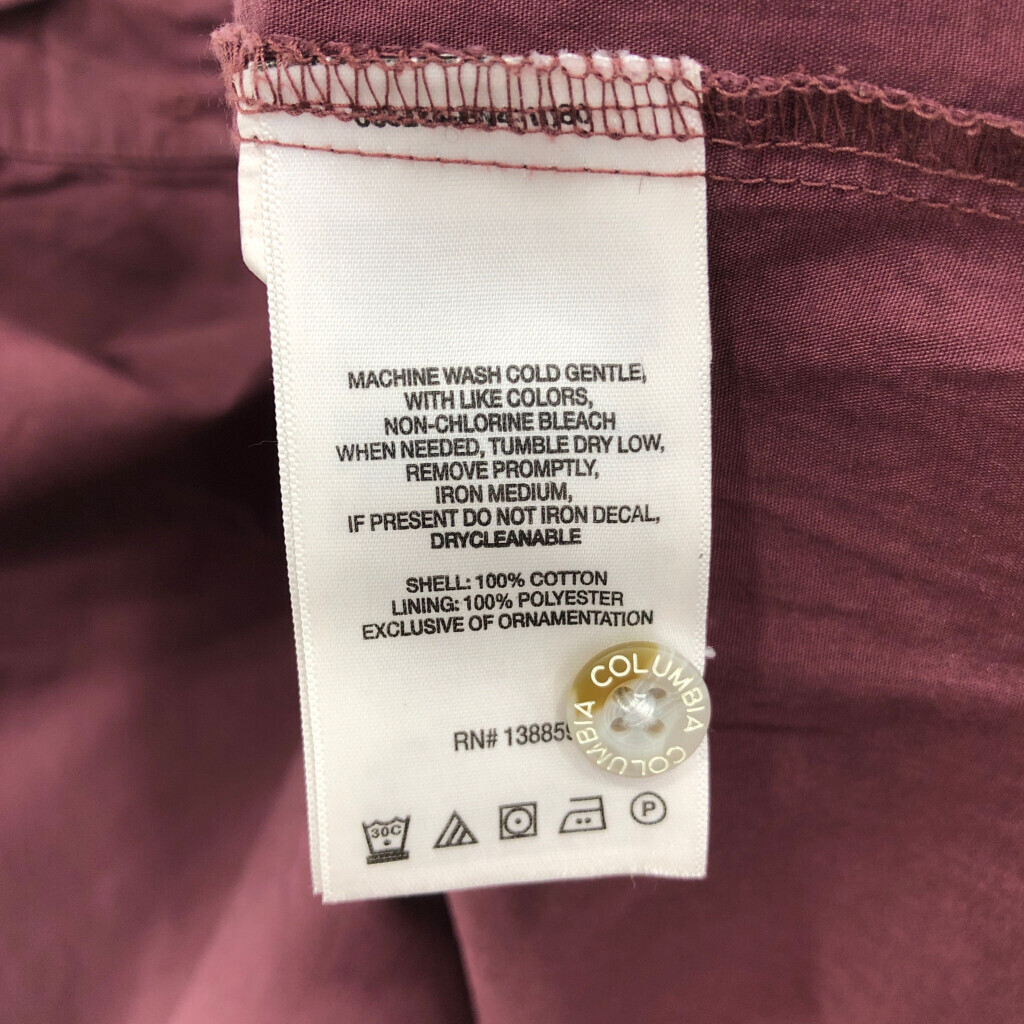 MACHINE WASH COLD GENTLE,
WITH LIKE COLORS,
NON-CHLORINE BLEACH
WHEN NEEDED, TUMBLE DRY LOW,
REMOVE PROMPTLY,
IRON MEDIUM,
IF PRESENT DO NOT IRON DECAL,
DRYCLEANABLE
SHELL: 100% COTTON
LINING: 100% POLYESTER
EXCLUSIVE OF ORNAMENTATION
COLUMBIA
COLUMBIA
RN#
30C
P